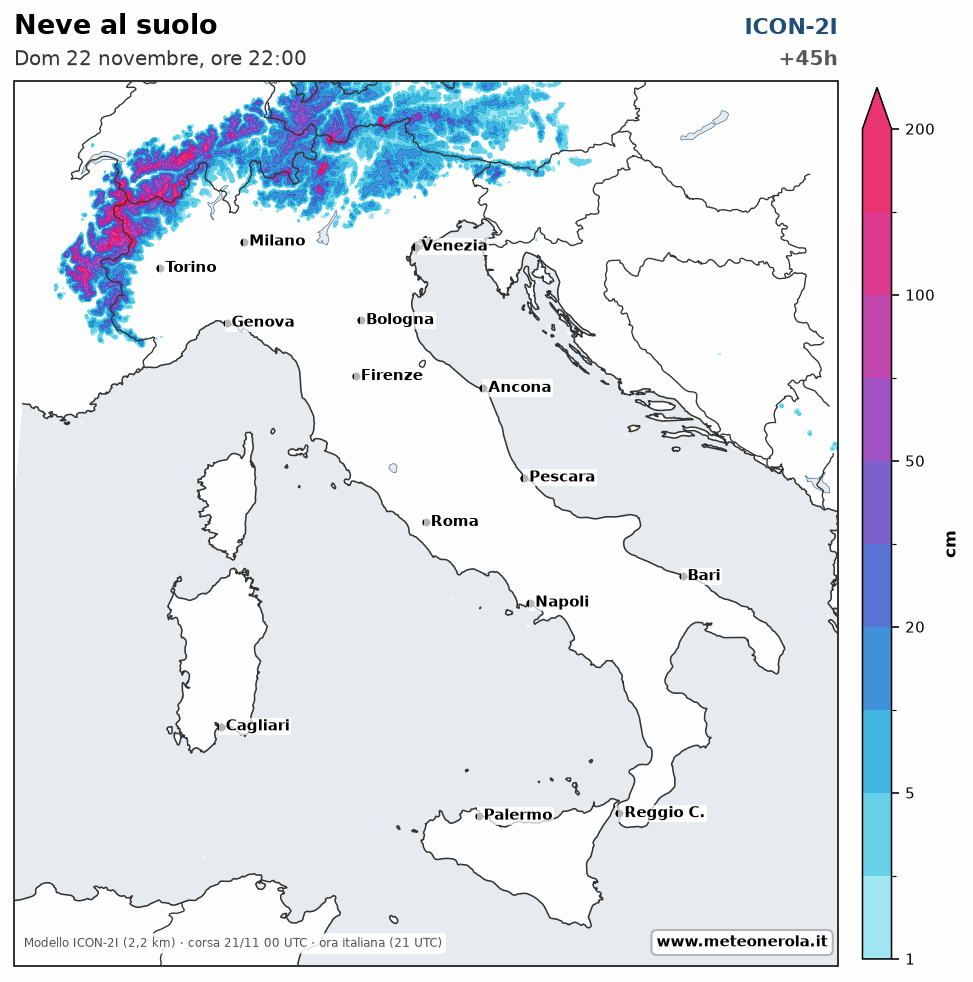 Neve al suolo
ICON-2I
Dom 22 novembre, ore 22:00
+45h
200
Milano
Venezia
Torino
100
Genova
Bologna
Firenze
Ancona
50
Pescara
Roma
cm
Bari
Napoli
20
Cagliari
5
Palermo
Reggio C.
Modello ICON-2I (2,2 km) · corsa 21/11 00 UTC · ora italiana (21 UTC)
www.meteonerola.it
1